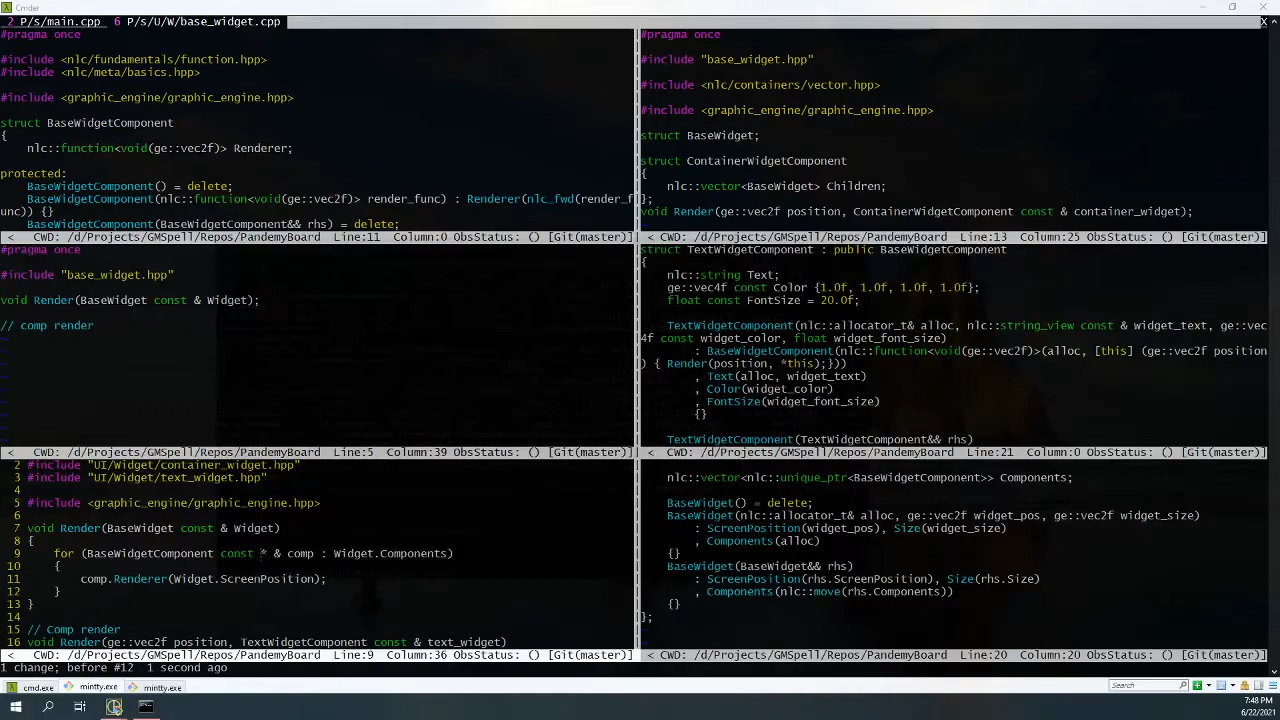 Cmder
2 P/s/main.cpp  6 P/s/U/W/base_widget.cpp
X
#pragma once
#include <nlc/fundamentals/function.hpp>
#include <nlc/meta/basics.hpp>
#include <graphic_engine/graphic_engine.hpp>
struct BaseWidgetComponent
{
    nlc::function<void(ge::vec2f)> Renderer;
protected:
    BaseWidgetComponent() = delete;
    BaseWidgetComponent(nlc::function<void(ge::vec2f)> render_func) : Renderer(nlc_fwd(render_f
unc)) {}
    BaseWidgetComponent(BaseWidgetComponent&& rhs) = delete;
<   CWD: /d/Projects/GMSpell/Repos/PandemyBoard  Line:11  Column:0 ObsStatus: () [Git(master)]
#pragma once
#include "base_widget.hpp"
#include <nlc/containers/vector.hpp>
#include <graphic_engine/graphic_engine.hpp>
struct BaseWidget;
struct ContainerWidgetComponent
{
    nlc::vector<BaseWidget> Children;
};
void Render(ge::vec2f position, ContainerWidgetComponent const & container_widget);
<   CWD: /d/Projects/GMSpell/Repos/PandemyBoard  Line:13  Column:25 ObsStatus: () [Git(master)]
#pragma once
#include "base_widget.hpp"
void Render(BaseWidget const & Widget);
// comp render
~
~
~
~
~
~
~
~
~
<   CWD: /d/Projects/GMSpell/Repos/PandemyBoard  Line:5  Column:39 ObsStatus: () [Git(master)]
struct TextWidgetComponent : public BaseWidgetComponent
{
    nlc::string Text;
    ge::vec4f const Color {1.0f, 1.0f, 1.0f, 1.0f};
    float const FontSize = 20.0f;
    TextWidgetComponent(nlc::allocator_t& alloc, nlc::string_view const & widget_text, ge::vec
4f const widget_color, float widget_font_size)
        : BaseWidgetComponent(nlc::function<void(ge::vec2f)>(alloc, [this] (ge::vec2f position
) { Render(position, *this);}))
        , Text(alloc, widget_text)
        , Color(widget_color)
        , FontSize(widget_font_size)
        {}
    TextWidgetComponent(TextWidgetComponent&& rhs)
<   CWD: /d/Projects/GMSpell/Repos/PandemyBoard  Line:21  Column:0 ObsStatus: () [Git(master)]
2 #include "UI/Widget/container_widget.hpp"
3 #include "UI/Widget/text_widget.hpp"
4
5 #include <graphic_engine/graphic_engine.hpp>
6
7 void Render(BaseWidget const & Widget)
8 {
9     for (BaseWidgetComponent const * & comp : Widget.Components)
10     {
11         comp.Renderer(Widget.ScreenPosition);
12     }
13 }
14
15 // Comp render
16 void Render(ge::vec2f position, TextWidgetComponent const & text_widget)
<   CWD: /d/Projects/GMSpell/Repos/PandemyBoard  Line:9  Column:36 ObsStatus: () [Git(master)]
    nlc::vector<nlc::unique_ptr<BaseWidgetComponent>> Components;
    BaseWidget() = delete;
    BaseWidget(nlc::allocator_t& alloc, ge::vec2f widget_pos, ge::vec2f widget_size)
        : ScreenPosition(widget_pos), Size(widget_size)
        , Components(alloc)
    {}
    BaseWidget(BaseWidget&& rhs)
        : ScreenPosition(rhs.ScreenPosition), Size(rhs.Size)
        , Components(nlc::move(rhs.Components))
    {}
};
<   CWD: /d/Projects/GMSpell/Repos/PandemyBoard  Line:20  Column:20 ObsStatus: () [Git(master)]
1 change; before #12  1 second ago
cmd.exe  mintty.exe  mintty.exe
Search
7:48 PM
6/22/2021